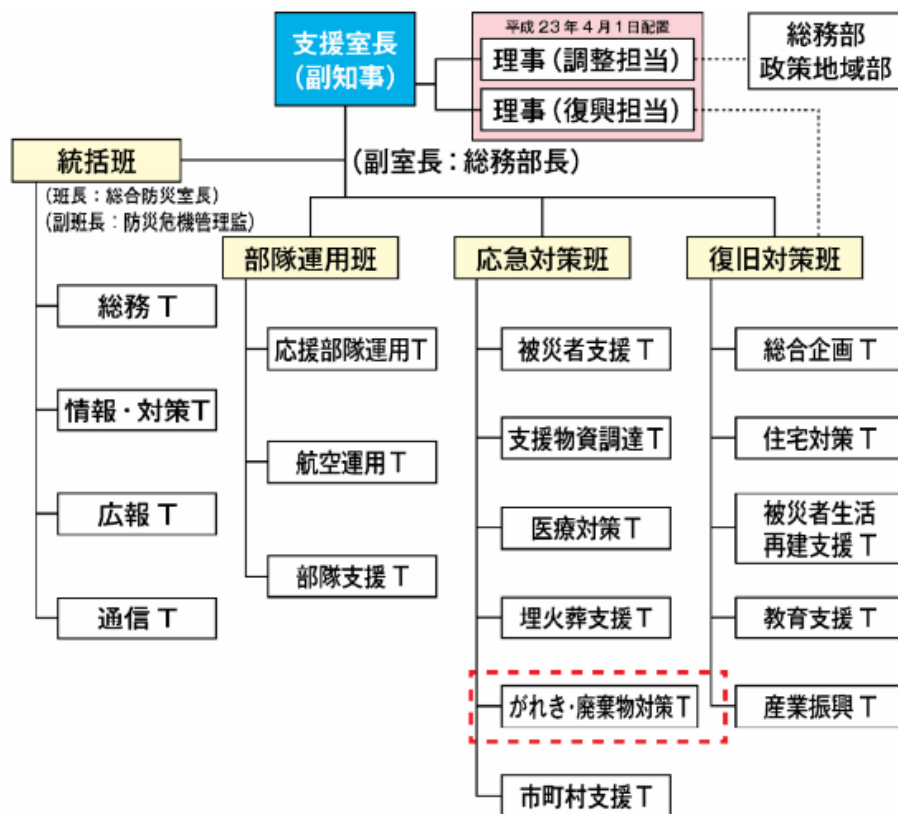 支援室長
(副知事)
平成23年4月1日配置
理事(調整担当)
理事(復興担当)
総務部
政策地域部
(副室長:総務部長)
統括班
(班長:総合防災室長)
(副班長:防災危機管理監)
総務T
情報・対策T
広報T
通信T
部隊運用班
応援部隊運用T
航空運用T
部隊支援T
応急対策班
被災者支援T
支援物資調達T
医療対策T
埋火葬支援T
がれき・廃棄物対策T
市町村支援T
復旧対策班
総合企画T
住宅対策T
被災者生活
再建支援T
教育支援T
産業振興T